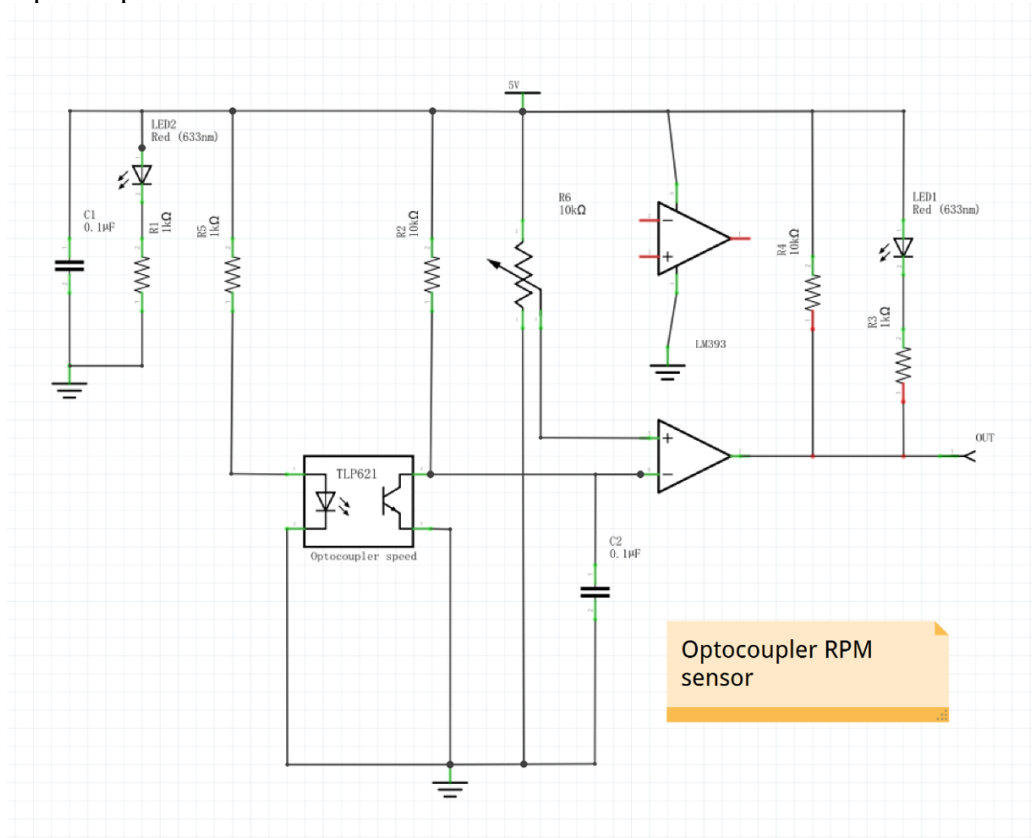 5V
LED2
Red (633nm)
C1
0.1µF
R1
1kΩ
R5
1kΩ
R2
10kΩ
R6
10kΩ
R4
10kΩ
LED1
Red (633nm)
R3
1kΩ
LM393
OUT
TLP621
Optocoupler speed
C2
0.1µF
Optocoupler RPM
sensor